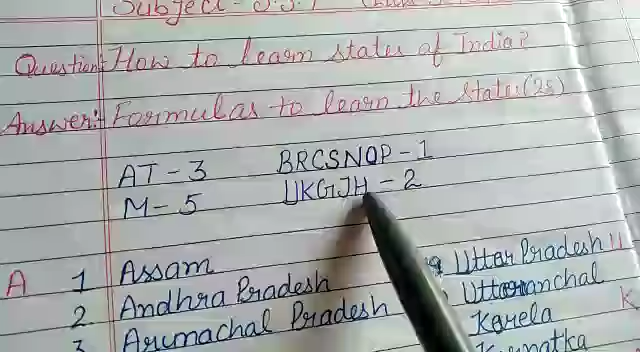 Subject - S.S.T
Question: How to learn states of India?
Answer:- Formulas to learn the states (28)
AT - 3 BRCSNOP - 1
M - 5 UKGJH - 2
A 1 Assam Uttar Pradesh U
2 Andhra Pradesh Uttaranchal
3 Arunachal Pradesh Karela K